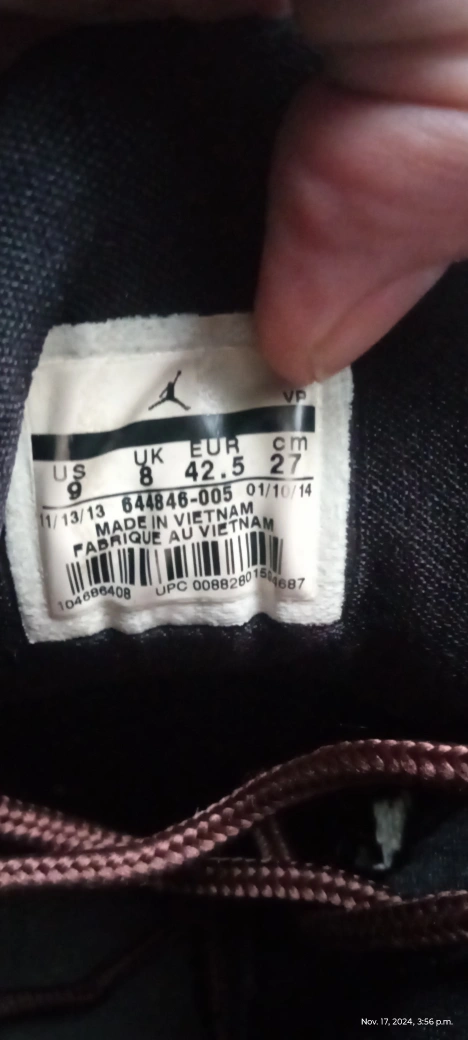 VP
US UK EUR cm
9 8 42.5 27
11/13/13 644846-005 01/10/14
MADE IN VIETNAM
FABRIQUE AU VIETNAM
104686408
UPC
Nov. 17, 2024, 3:56 p.m.